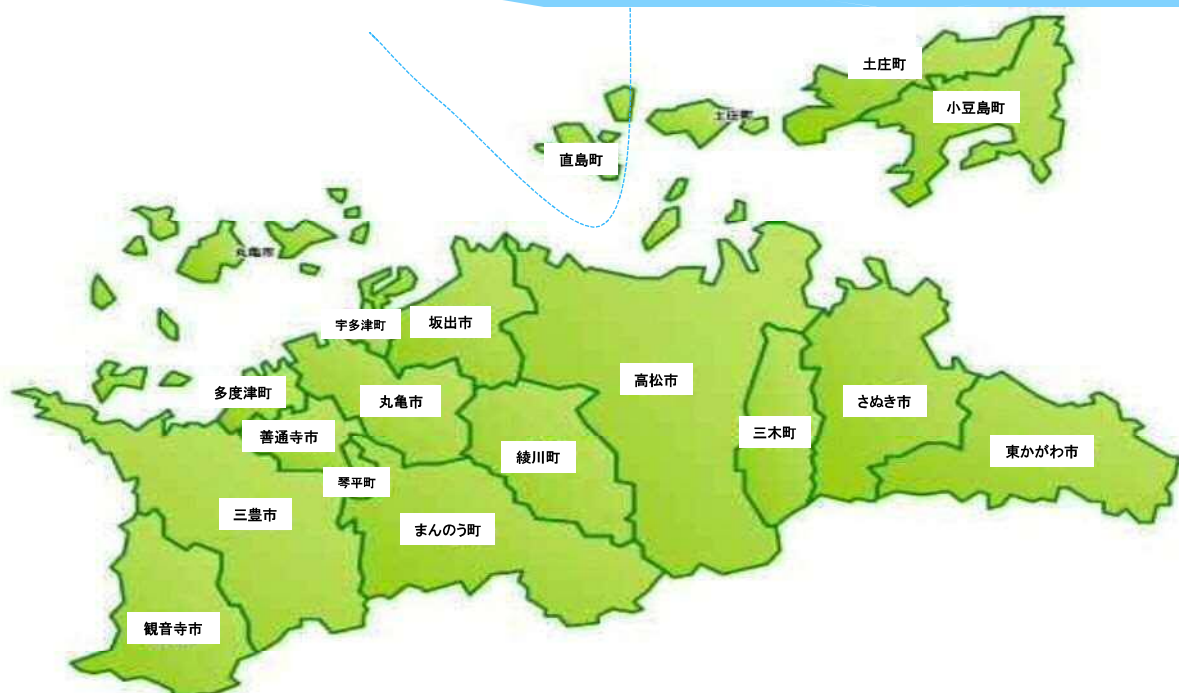 土庄町
小豆島町
土庄町
直島町
丸亀市
宇多津町
坂出市
高松市
多度津町
丸亀市
さぬき市
善通寺市
三木町
綾川町
東かがわ市
琴平町
三豊市
まんのう町
観音寺市